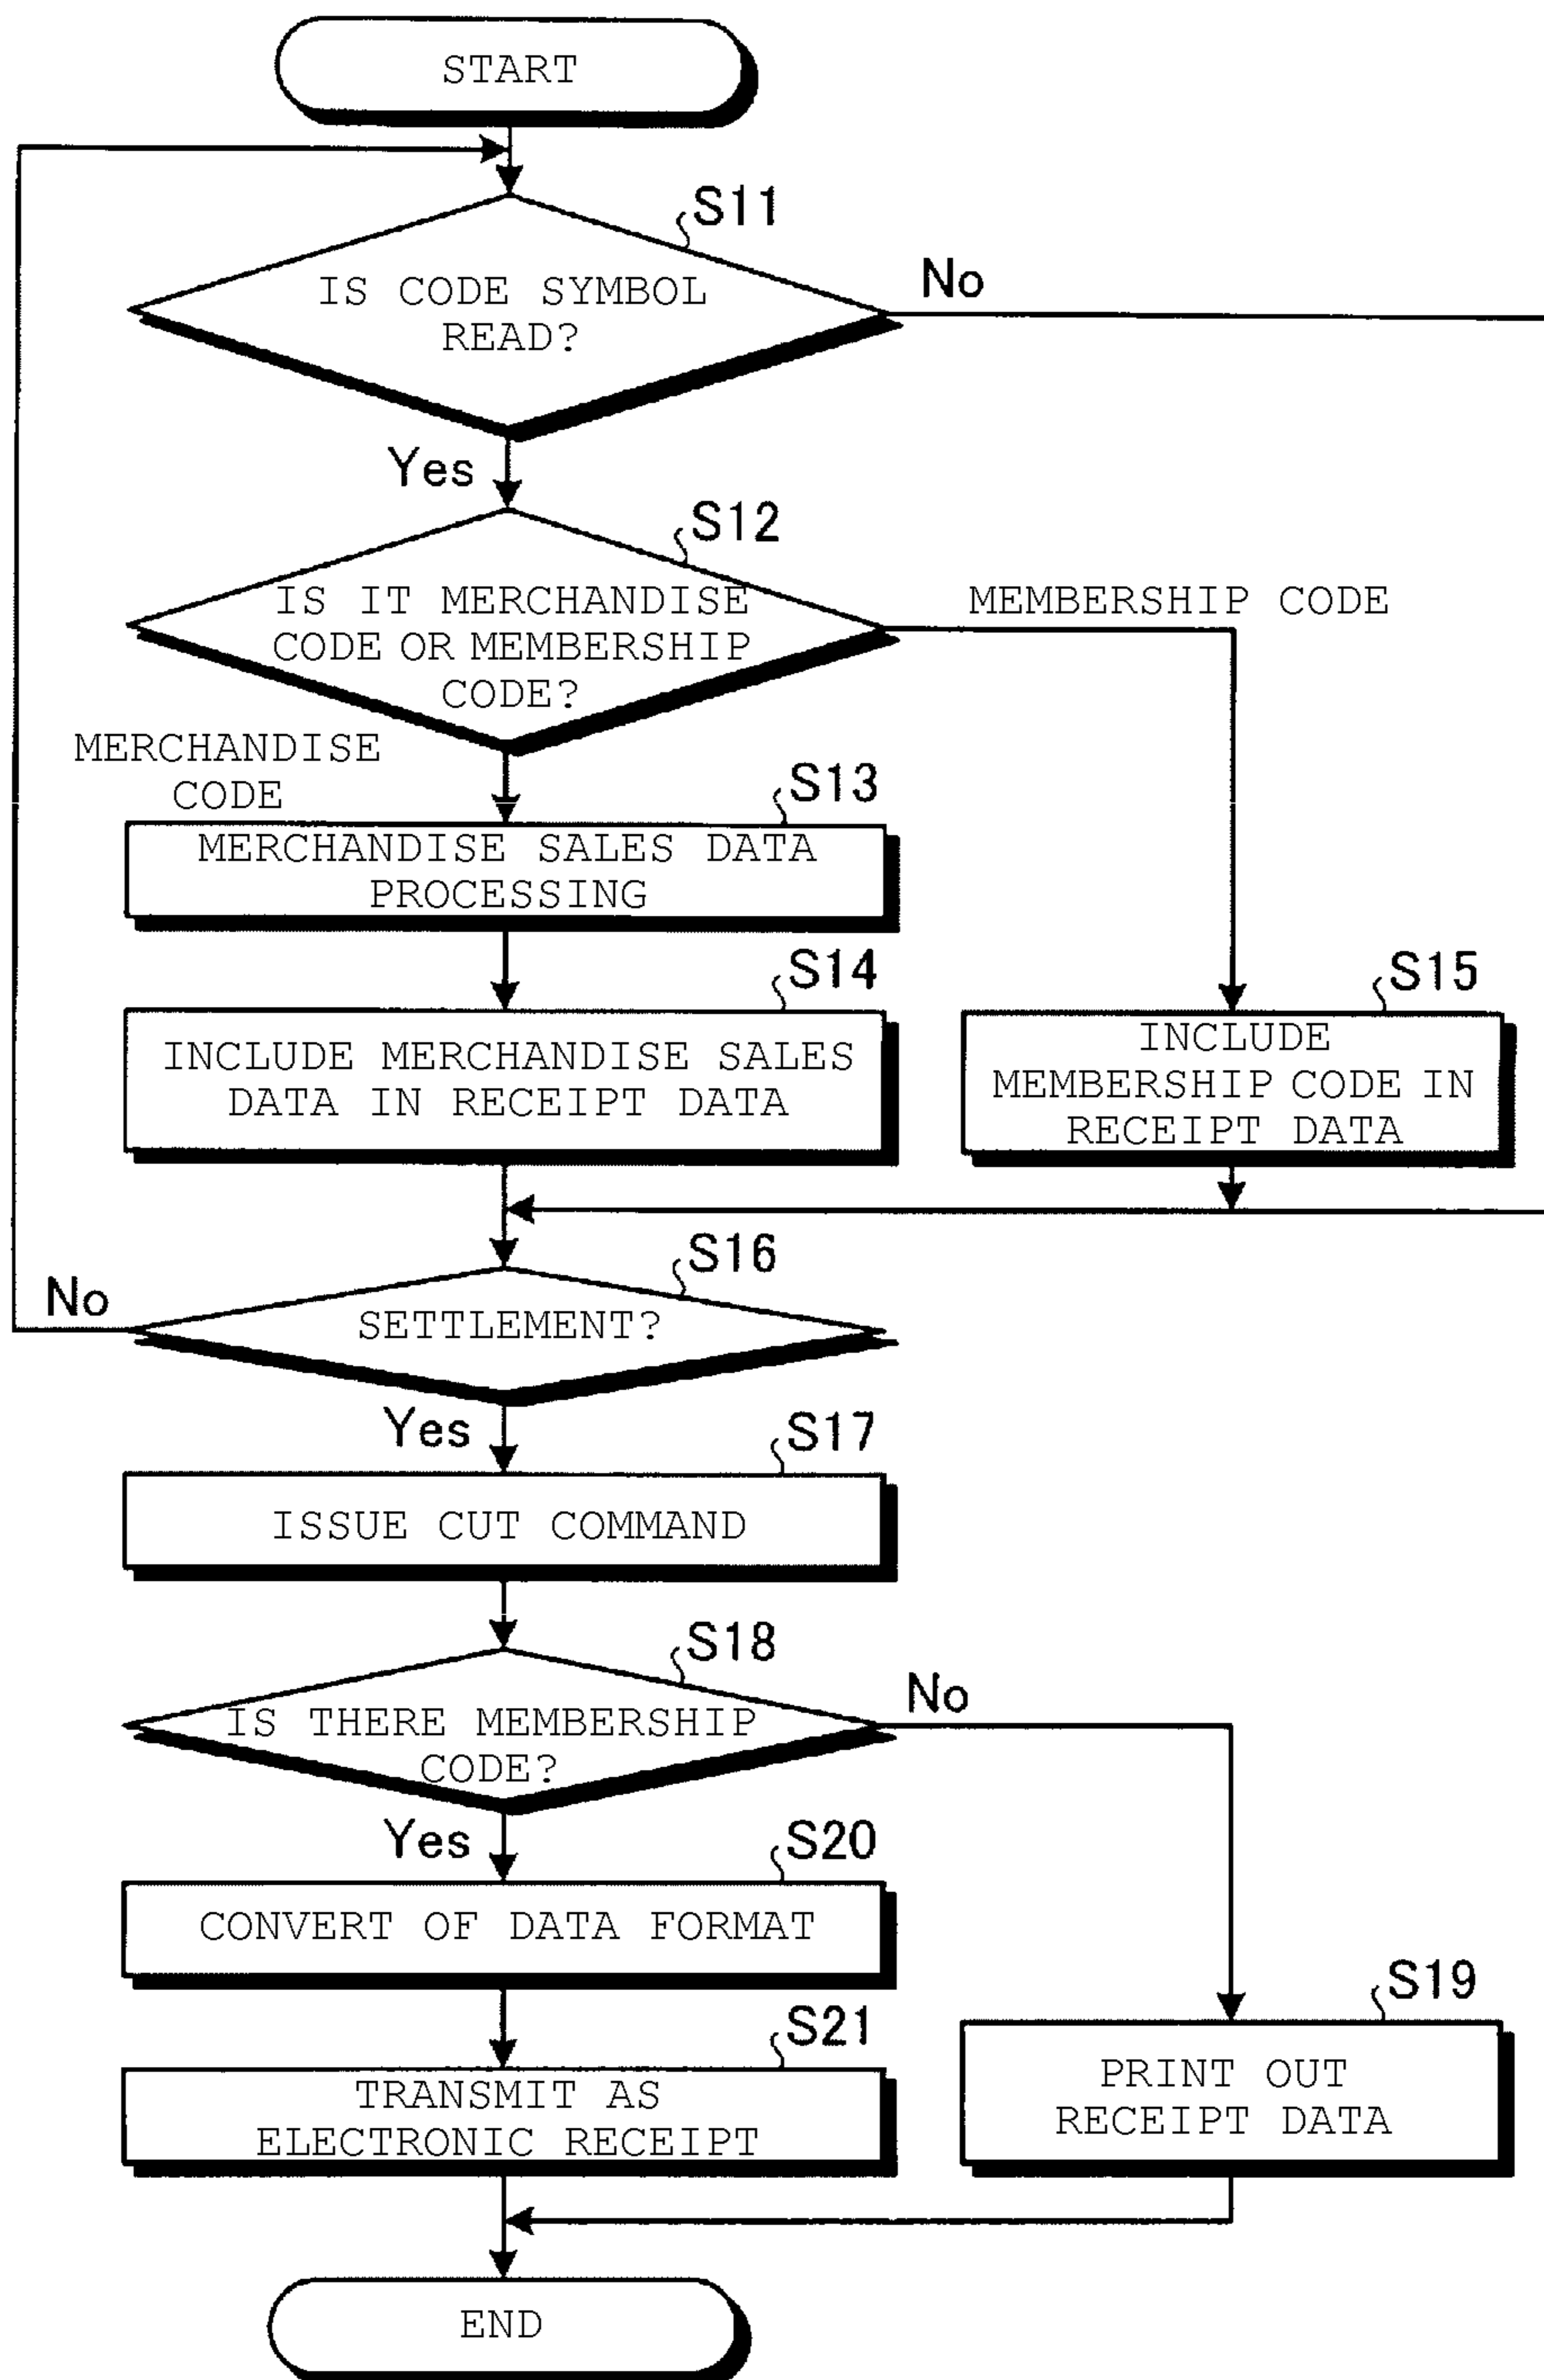 START
S11
IS CODE SYMBOL
READ?
No
Yes
S12
IS IT MERCHANDISE
CODE OR MEMBERSHIP
CODE?
MEMBERSHIP CODE
MERCHANDISE
CODE
S13
MERCHANDISE SALES DATA
PROCESSING
S14
INCLUDE MERCHANDISE SALES
DATA IN RECEIPT DATA
S15
INCLUDE
MEMBERSHIP CODE IN
RECEIPT DATA
S16
SETTLEMENT?
No
Yes
S17
ISSUE CUT COMMAND
S18
IS THERE MEMBERSHIP
CODE?
No
Yes
S20
CONVERT OF DATA FORMAT
S21
TRANSMIT AS
ELECTRONIC RECEIPT
S19
PRINT OUT
RECEIPT DATA
END